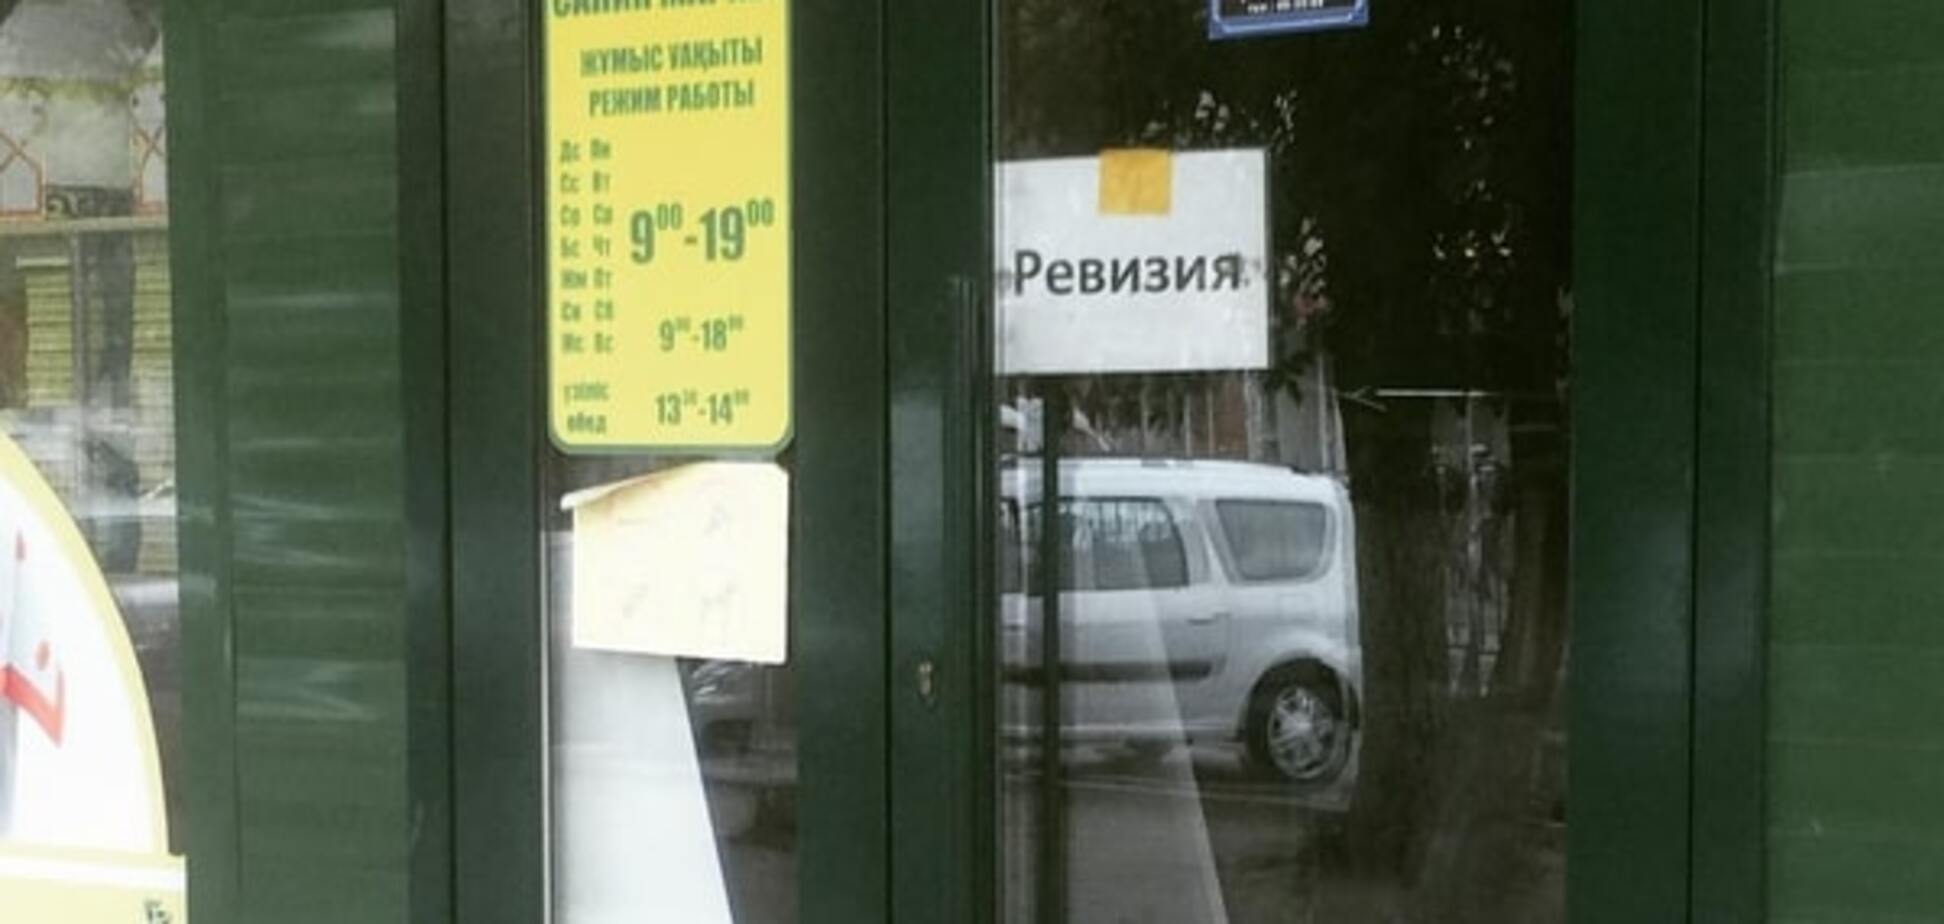 ЖҰМЫС УАҚЫТЫ
РЕЖИМ РАБОТЫ
Дс Пн
Сс Вт
Ср Ср
Бс Чт
9⁰⁰-19⁰⁰
Жм Пт
Сн Сб
Жс Вс
9⁰⁰-18⁰⁰
үзіліс
обед
13³⁰-14⁰⁰
Ревизия